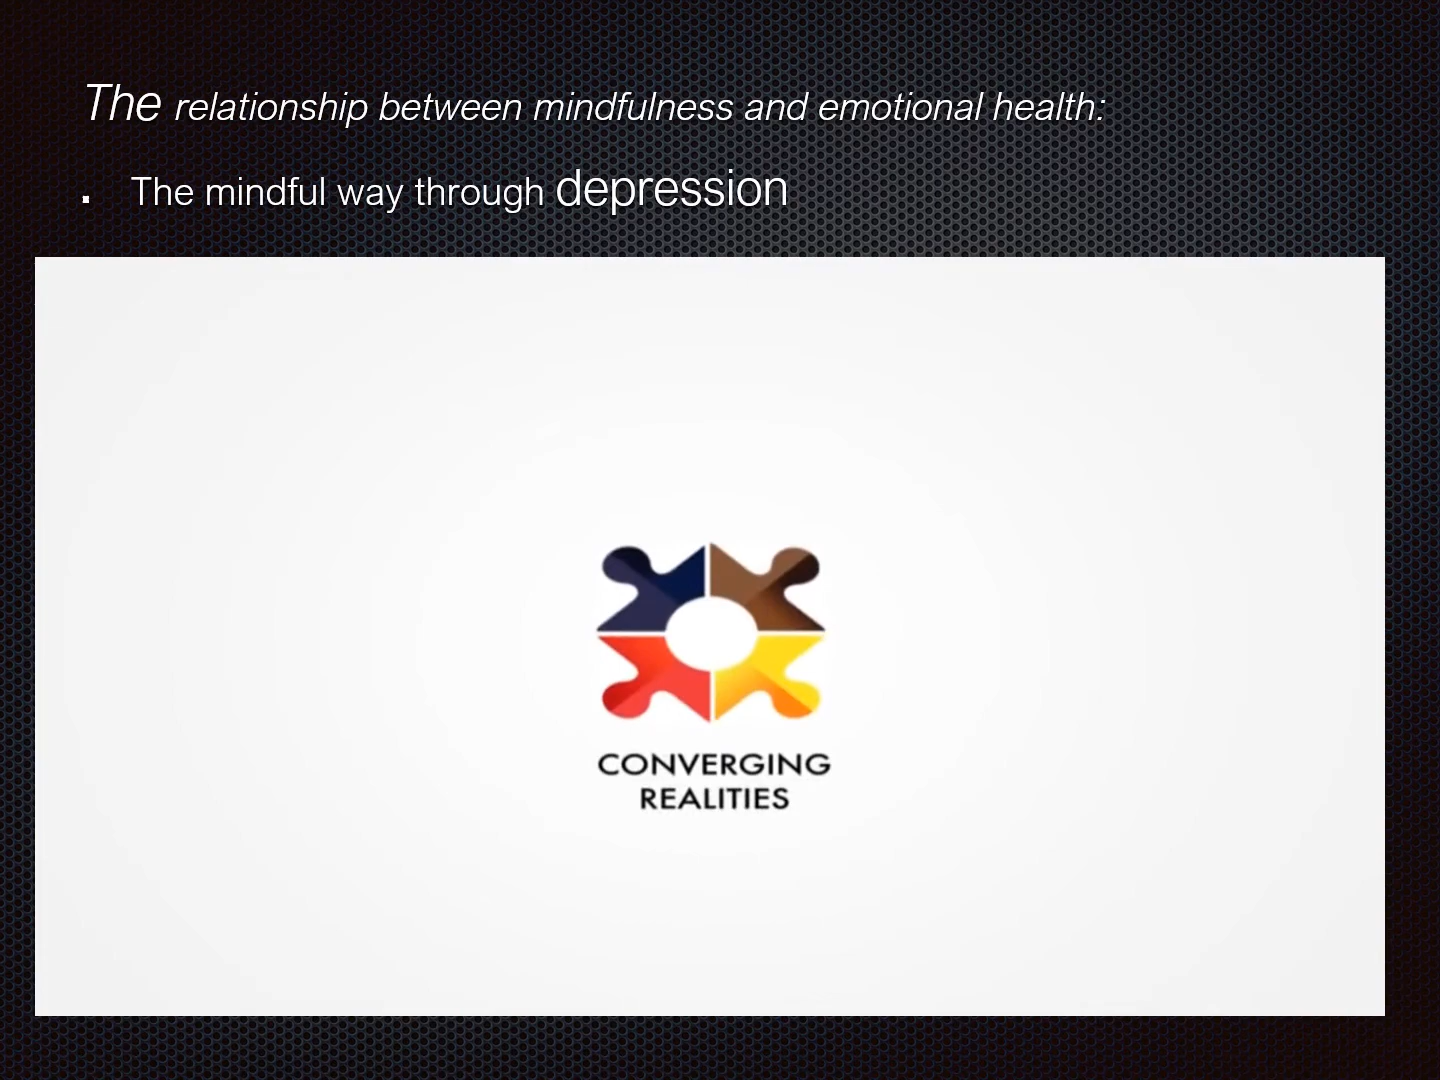 The relationship between mindfulness and emotional health:
▪ The mindful way through depression
CONVERGING
REALITIES